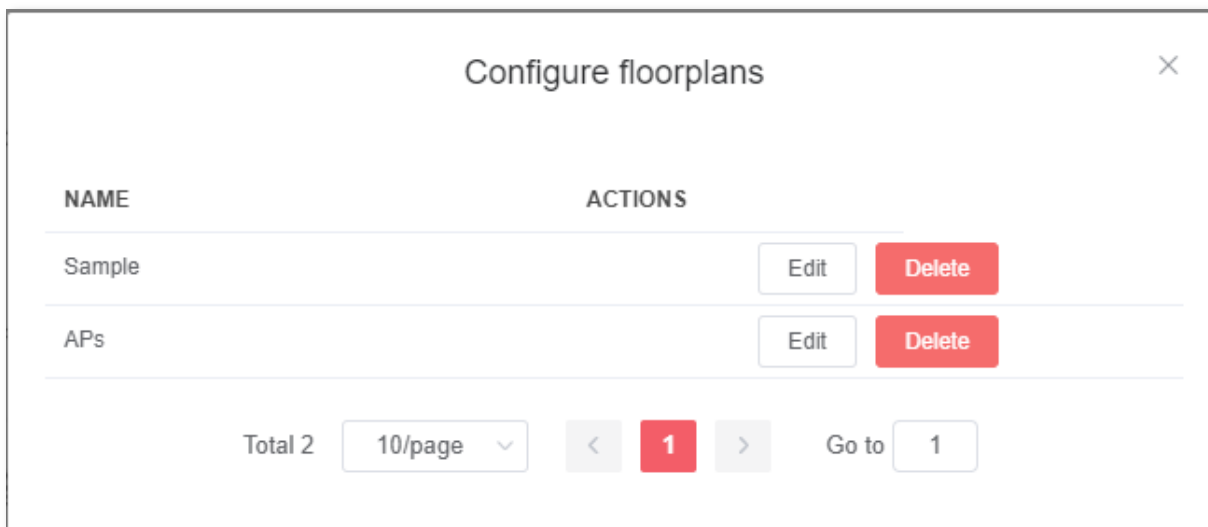 Configure floorplans
NAME ACTIONS
Sample Edit Delete
APs Edit Delete
Total 2 10/page 1 Go to 1